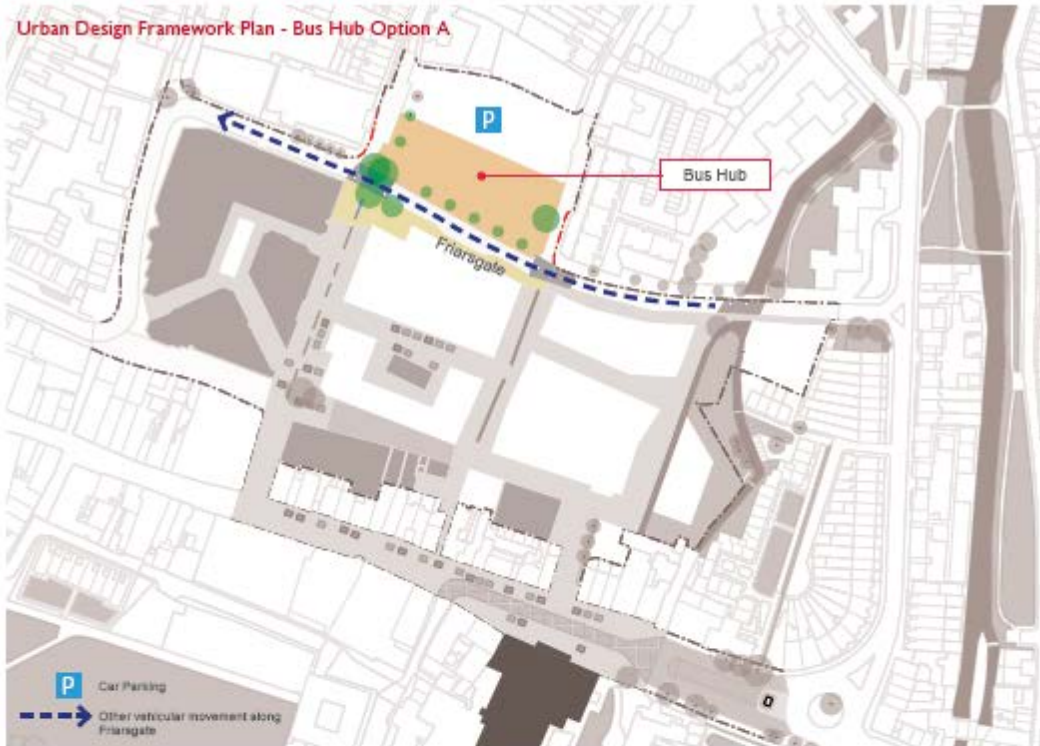 Urban Design Framework Plan - Bus Hub Option A
P
Bus Hub
Friarsgate
P Car Parking
Other vehicular movement along
Friarsgate